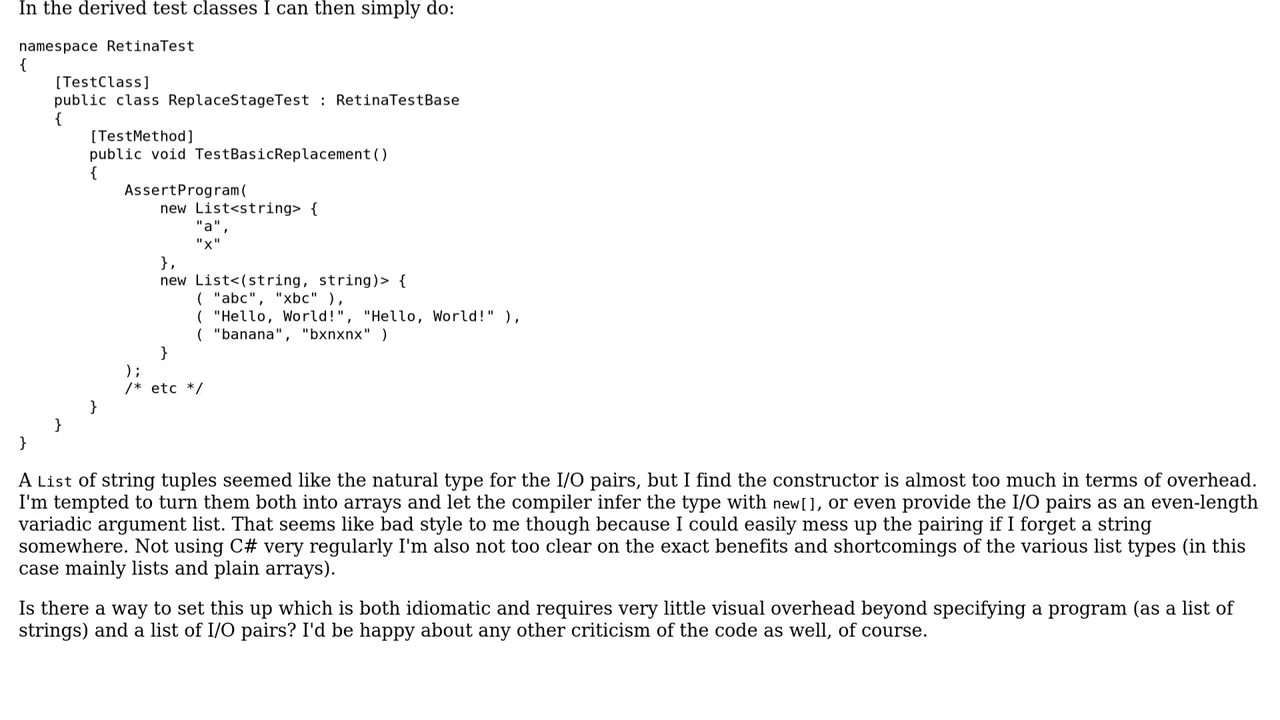 In the derived test classes I can then simply do:
namespace RetinaTest
{
    [TestClass]
    public class ReplaceStageTest : RetinaTestBase
    {
        [TestMethod]
        public void TestBasicReplacement()
        {
            AssertProgram(
                new List<string> {
                    "a",
                    "x"
                },
                new List<(string, string)> {
                    ( "abc", "xbc" ),
                    ( "Hello, World!", "Hello, World!" ),
                    ( "banana", "bxnxnx" )
                }
            );
            /* etc */
        }
    }
}
A List of string tuples seemed like the natural type for the I/O pairs, but I find the constructor is almost too much in terms of overhead.
I'm tempted to turn them both into arrays and let the compiler infer the type with new[], or even provide the I/O pairs as an even-length
variadic argument list. That seems like bad style to me though because I could easily mess up the pairing if I forget a string
somewhere. Not using C# very regularly I'm also not too clear on the exact benefits and shortcomings of the various list types (in this
case mainly lists and plain arrays).
Is there a way to set this up which is both idiomatic and requires very little visual overhead beyond specifying a program (as a list of
strings) and a list of I/O pairs? I'd be happy about any other criticism of the code as well, of course.